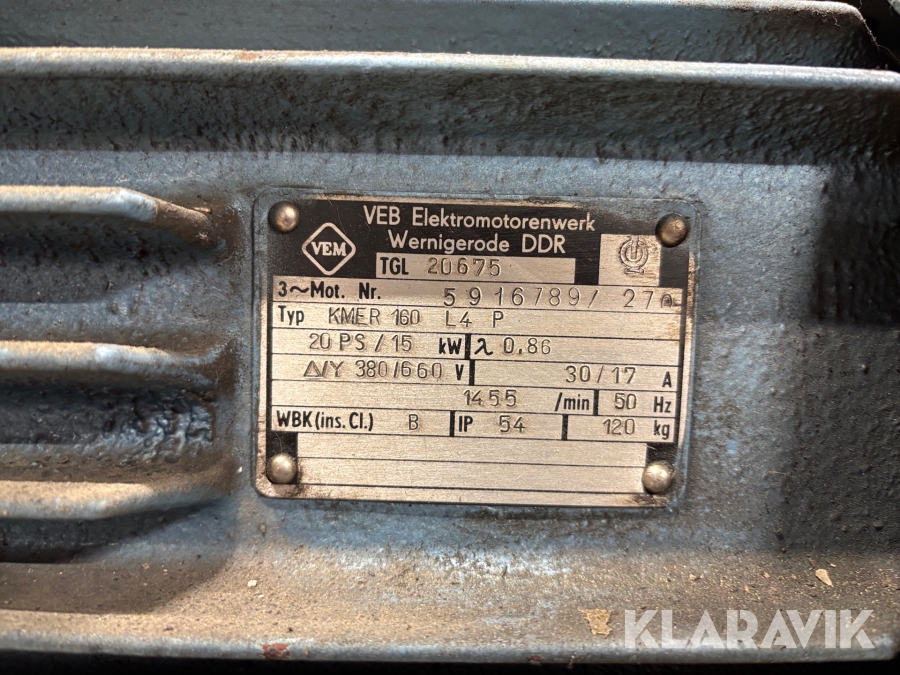 VEM
VEB Elektromotorenwerk
Wernigerode DDR
TGL 20675
3~Mot. Nr. 5916789/ 27
Typ KMER 160 L4 P
20 PS/15 kW λ 0,86
Δ/Y 380/660 V 30/17 A
1455 /min 50 Hz
WBK(ins.Cl.) B IP 54 120 kg
KLARAVIK